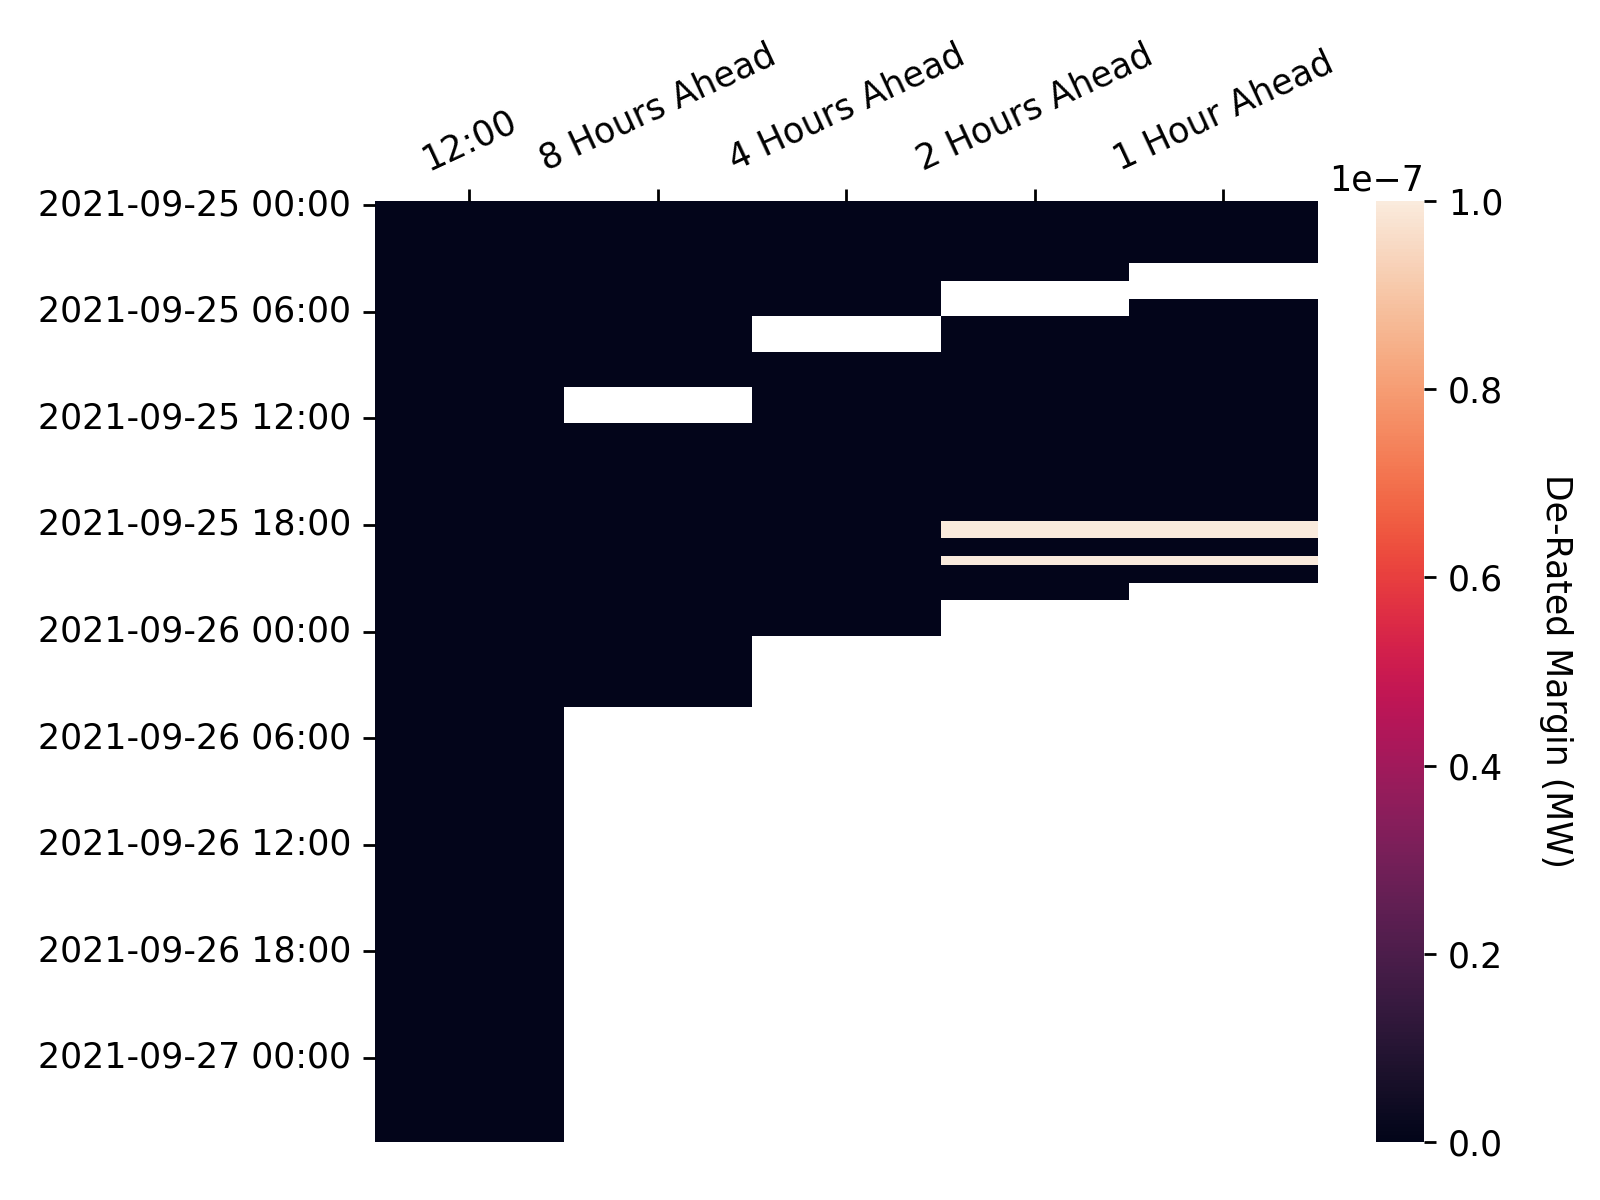 12:00
8 Hours Ahead
4 Hours Ahead
2 Hours Ahead
1 Hour Ahead
2021-09-25 00:00
2021-09-25 06:00
2021-09-25 12:00
2021-09-25 18:00
2021-09-26 00:00
2021-09-26 06:00
2021-09-26 12:00
2021-09-26 18:00
2021-09-27 00:00
1e−7
1.0
0.8
0.6
0.4
0.2
0.0
De-Rated Margin (MW)